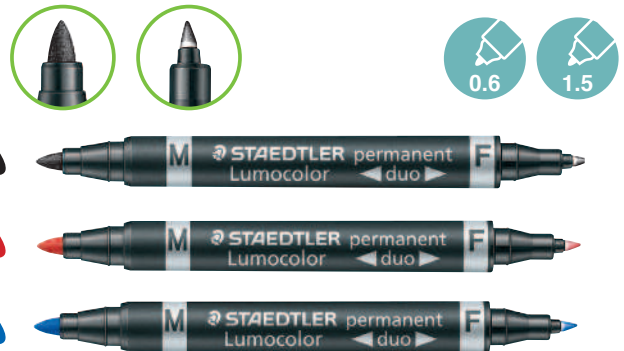 0.6 1.5
M STAEDTLER permanent F
Lumocolor ◀ duo ▶
M STAEDTLER permanent F
Lumocolor ◀ duo ▶
M STAEDTLER permanent F
Lumocolor ◀ duo ▶